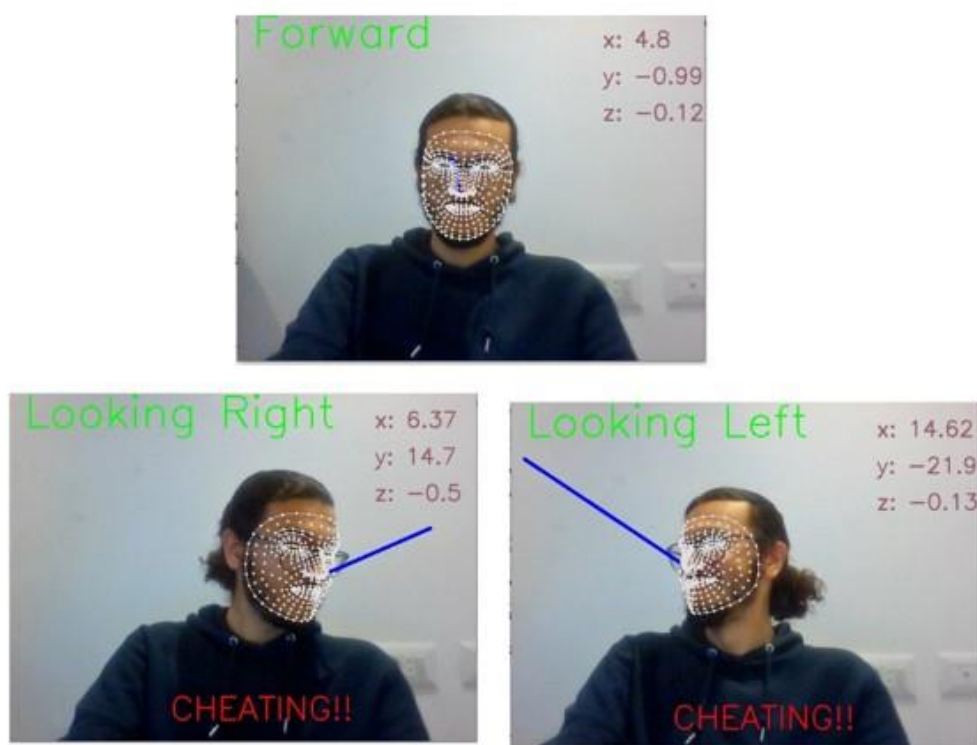 Forward
x: 4.8
y: -0.99
z: -0.12
Looking Right
x: 6.37
y: 14.7
z: -0.5
CHEATING!!
Looking Left
x: 14.62
y: -21.9
z: -0.13
CHEATING!!